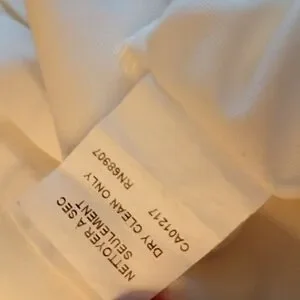 NETTOYER A SEC
SEULEMENT
DRY CLEAN ONLY
CA01217
RN68907